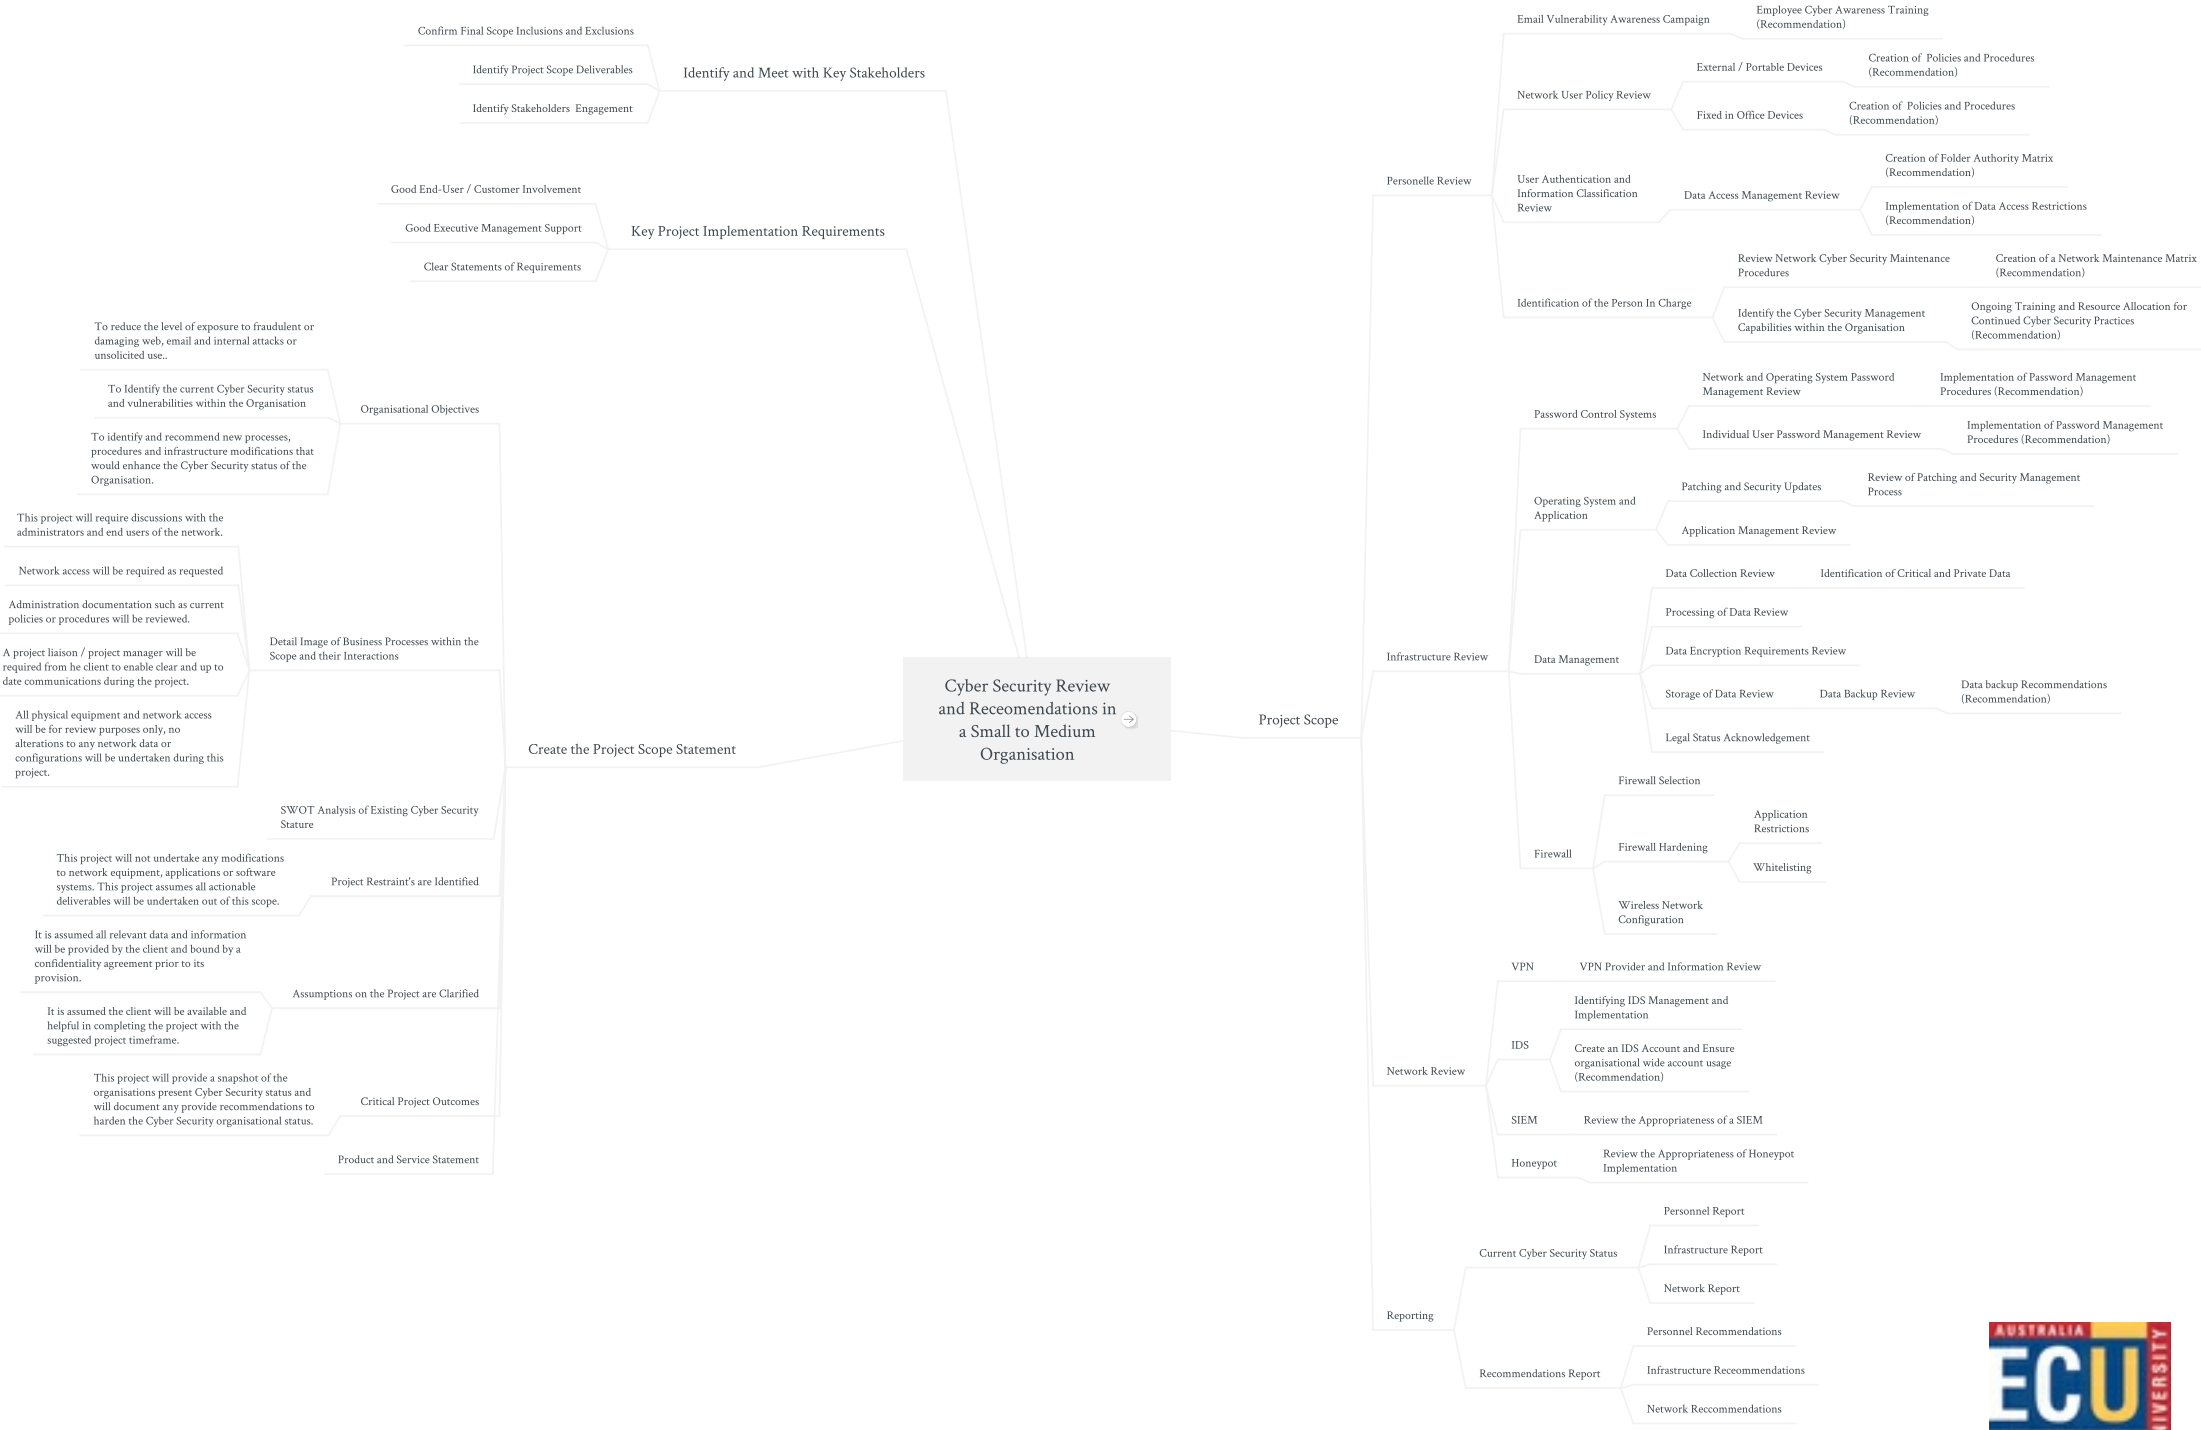 Cyber Security Review
and Receomendations in
a Small to Medium
Organisation
Identify and Meet with Key Stakeholders
Confirm Final Scope Inclusions and Exclusions
Identify Project Scope Deliverables
Identify Stakeholders  Engagement
Key Project Implementation Requirements
Good End-User / Customer Involvement
Good Executive Management Support
Clear Statements of Requirements
Create the Project Scope Statement
Organisational Objectives
To reduce the level of exposure to fraudulent or
damaging web, email and internal attacks or
unsolicited use..
To Identify the current Cyber Security status
and vulnerabilities within the Organisation
To identify and recommend new processes,
procedures and infrastructure modifications that
would enhance the Cyber Security status of the
Organisation.
Detail Image of Business Processes within the
Scope and their Interactions
This project will require discussions with the
administrators and end users of the network.
Network access will be required as requested
Administration documentation such as current
policies or procedures will be reviewed.
A project liaison / project manager will be
required from he client to enable clear and up to
date communications during the project.
All physical equipment and network access
will be for review purposes only, no
alterations to any network data or
configurations will be undertaken during this
project.
SWOT Analysis of Existing Cyber Security
Stature
Project Restraint's are Identified
This project will not undertake any modifications
to network equipment, applications or software
systems. This project assumes all actionable
deliverables will be undertaken out of this scope.
Assumptions on the Project are Clarified
It is assumed all relevant data and information
will be provided by the client and bound by a
confidentiality agreement prior to its
provision.
It is assumed the client will be available and
helpful in completing the project with the
suggested project timeframe.
Critical Project Outcomes
This project will provide a snapshot of the
organisations present Cyber Security status and
will document any provide recommendations to
harden the Cyber Security organisational status.
Product and Service Statement
Project Scope
Personelle Review
Email Vulnerability Awareness Campaign
Employee Cyber Awareness Training
(Recommendation)
Network User Policy Review
External / Portable Devices
Creation of  Policies and Procedures
(Recommendation)
Fixed in Office Devices
Creation of  Policies and Procedures
(Recommendation)
User Authentication and
Information Classification
Review
Data Access Management Review
Creation of Folder Authority Matrix
(Recommendation)
Implementation of Data Access Restrictions
(Recommendation)
Identification of the Person In Charge
Review Network Cyber Security Maintenance
Procedures
Creation of a Network Maintenance Matrix
(Recommendation)
Identify the Cyber Security Management
Capabilities within the Organisation
Ongoing Training and Resource Allocation for
Continued Cyber Security Practices
(Recommendation)
Infrastructure Review
Password Control Systems
Network and Operating System Password
Management Review
Implementation of Password Management
Procedures (Recommendation)
Individual User Password Management Review
Implementation of Password Management
Procedures (Recommendation)
Operating System and
Application
Patching and Security Updates
Review of Patching and Security Management
Process
Application Management Review
Data Management
Data Collection Review
Identification of Critical and Private Data
Processing of Data Review
Data Encryption Requirements Review
Storage of Data Review
Data Backup Review
Data backup Recommendations
(Recommendation)
Legal Status Acknowledgement
Firewall
Firewall Selection
Firewall Hardening
Application
Restrictions
Whitelisting
Wireless Network
Configuration
Network Review
VPN
VPN Provider and Information Review
IDS
Identifying IDS Management and
Implementation
Create an IDS Account and Ensure
organisational wide account usage
(Recommendation)
SIEM
Review the Appropriateness of a SIEM
Honeypot
Review the Appropriateness of Honeypot
Implementation
Reporting
Current Cyber Security Status
Personnel Report
Infrastructure Report
Network Report
Recommendations Report
Personnel Recommendations
Infrastructure Receommendations
Network Reccommendations
AUSTRALIA
ECU
NIVERSITY